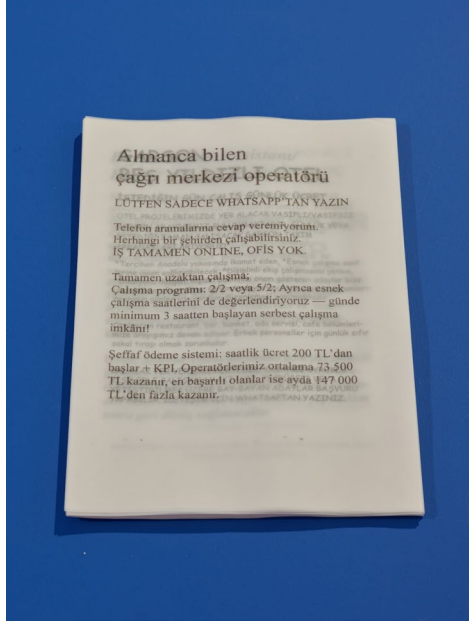 Almanca bilen
çağrı merkezi operatörü
LÜTFEN SADECE WHATSAPP'TAN YAZIN
Telefon aramalarına cevap veremiyorum.
Herhangi bir şehirden çalışabilirsiniz.
İŞ TAMAMEN ONLINE, OFİS YOK.
Tamamen uzaktan çalışma;
Çalışma programı: 2/2 veya 5/2; Ayrıca esnek
çalışma saatlerini de değerlendiriyoruz — günde
minimum 3 saatten başlayan serbest çalışma
imkânı!
Şeffaf ödeme sistemi: saatlik ücret 200 TL'dan
başlar + KPI. Operatörlerimiz ortalama 73.500
TL kazanır, en başarılı olanlar ise ayda 147 000
TL'den fazla kazanır.